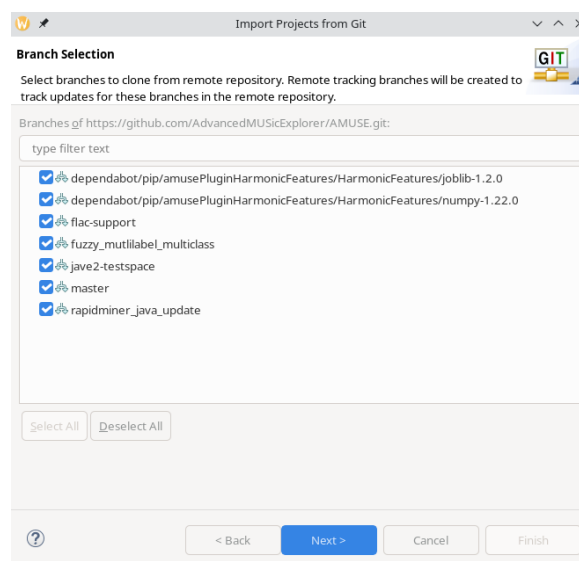 Import Projects from Git
Branch Selection
Select branches to clone from remote repository. Remote tracking branches will be created to
track updates for these branches in the remote repository.
GIT
Branches of https://github.com/AdvancedMUSicExplorer/AMUSE.git:
type filter text
dependabot/pip/amusePluginHarmonicFeatures/HarmonicFeatures/joblib-1.2.0
dependabot/pip/amusePluginHarmonicFeatures/HarmonicFeatures/numpy-1.22.0
flac-support
fuzzy_mutlilabel_multiclass
jave2-testspace
master
rapidminer_java_update
Select All Deselect All
? < Back Next > Cancel Finish